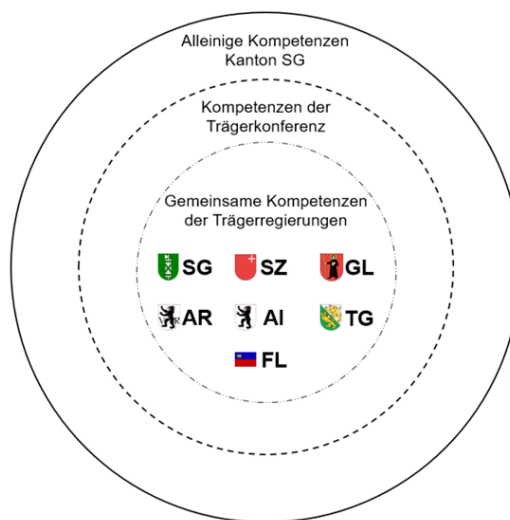 Alleinige Kompetenzen
Kanton SG
Kompetenzen der
Trägerkonferenz
Gemeinsame Kompetenzen
der Trägerregierungen
SG SZ GL
AR AI TG
FL